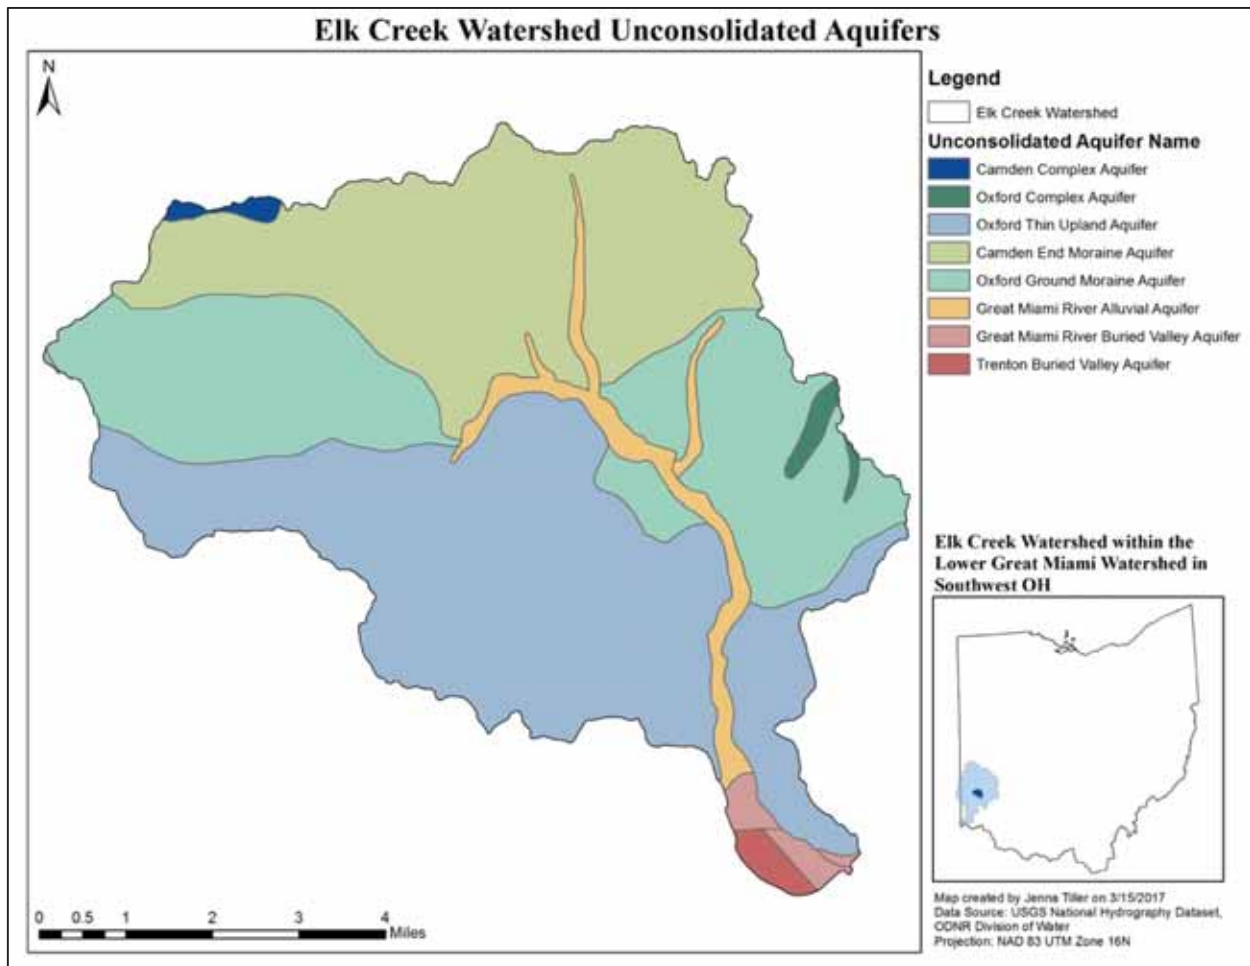 Elk Creek Watershed Unconsolidated Aquifers
N
Legend
Elk Creek Watershed
Unconsolidated Aquifer Name
Camden Complex Aquifer
Oxford Complex Aquifer
Oxford Thin Upland Aquifer
Camden End Moraine Aquifer
Oxford Ground Moraine Aquifer
Great Miami River Alluvial Aquifer
Great Miami River Buried Valley Aquifer
Trenton Buried Valley Aquifer
Elk Creek Watershed within the
Lower Great Miami Watershed in
Southwest OH
0 0.5 1 2 3 4
Miles
Map created by Jenna Tiller on 3/15/2017
Data Source: USGS National Hydrography Dataset,
ODNR Division of Water
Projection: NAD 83 UTM Zone 16N